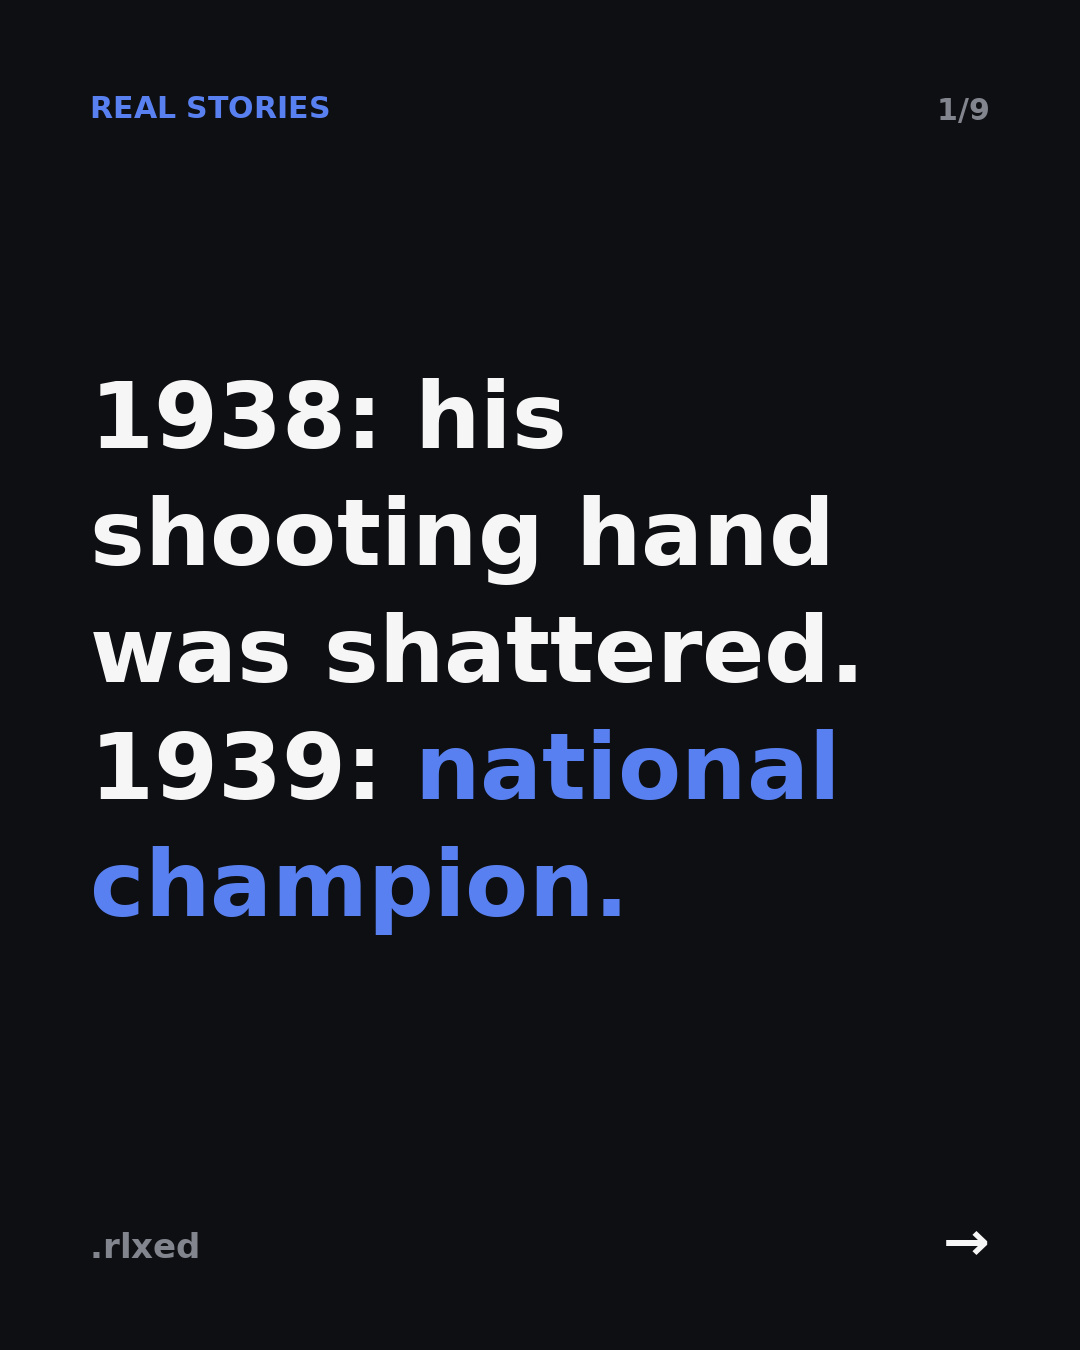 REAL STORIES
1/9
1938: his
shooting hand
was shattered.
1939: national
champion.
.rlxed
→